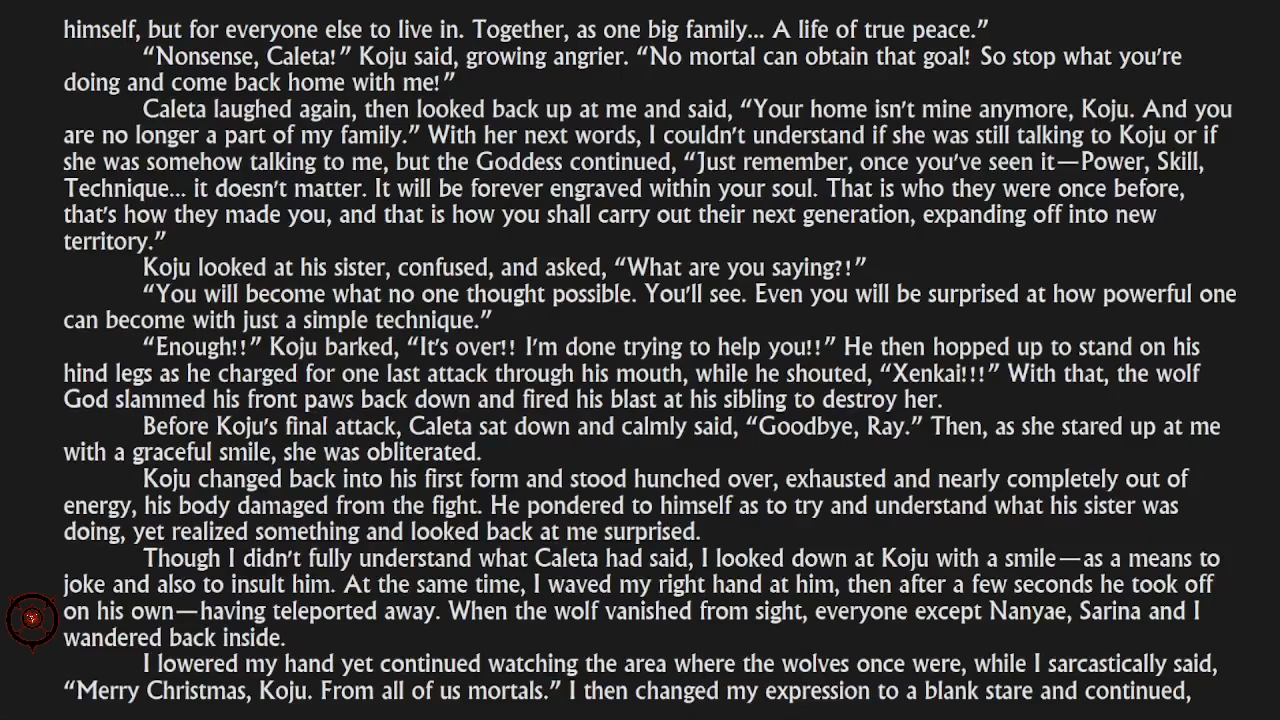 himself, but for everyone else to live in. Together, as one big family... A life of true peace.”
“Nonsense, Caleta!” Koju said, growing angrier. “No mortal can obtain that goal! So stop what you’re
doing and come back home with me!”
Caleta laughed again, then looked back up at me and said, “Your home isn’t mine anymore, Koju. And you
are no longer a part of my family.” With her next words, I couldn’t understand if she was still talking to Koju or if
she was somehow talking to me, but the Goddess continued, “Just remember, once you’ve seen it—Power, Skill,
Technique... it doesn’t matter. It will be forever engraved within your soul. That is who they were once before,
that’s how they made you, and that is how you shall carry out their next generation, expanding off into new
territory.”
Koju looked at his sister, confused, and asked, “What are you saying?!”
“You will become what no one thought possible. You’ll see. Even you will be surprised at how powerful one
can become with just a simple technique.”
“Enough!!” Koju barked, “It’s over!! I’m done trying to help you!!” He then hopped up to stand on his
hind legs as he charged for one last attack through his mouth, while he shouted, “Xenkai!!!” With that, the wolf
God slammed his front paws back down and fired his blast at his sibling to destroy her.
Before Koju’s final attack, Caleta sat down and calmly said, “Goodbye, Ray.” Then, as she stared up at me
with a graceful smile, she was obliterated.
Koju changed back into his first form and stood hunched over, exhausted and nearly completely out of
energy, his body damaged from the fight. He pondered to himself as to try and understand what his sister was
doing, yet realized something and looked back at me surprised.
Though I didn’t fully understand what Caleta had said, I looked down at Koju with a smile—as a means to
joke and also to insult him. At the same time, I waved my right hand at him, then after a few seconds he took off
on his own—having teleported away. When the wolf vanished from sight, everyone except Nanyae, Sarina and I
wandered back inside.
I lowered my hand yet continued watching the area where the wolves once were, while I sarcastically said,
“Merry Christmas, Koju. From all of us mortals.” I then changed my expression to a blank stare and continued,